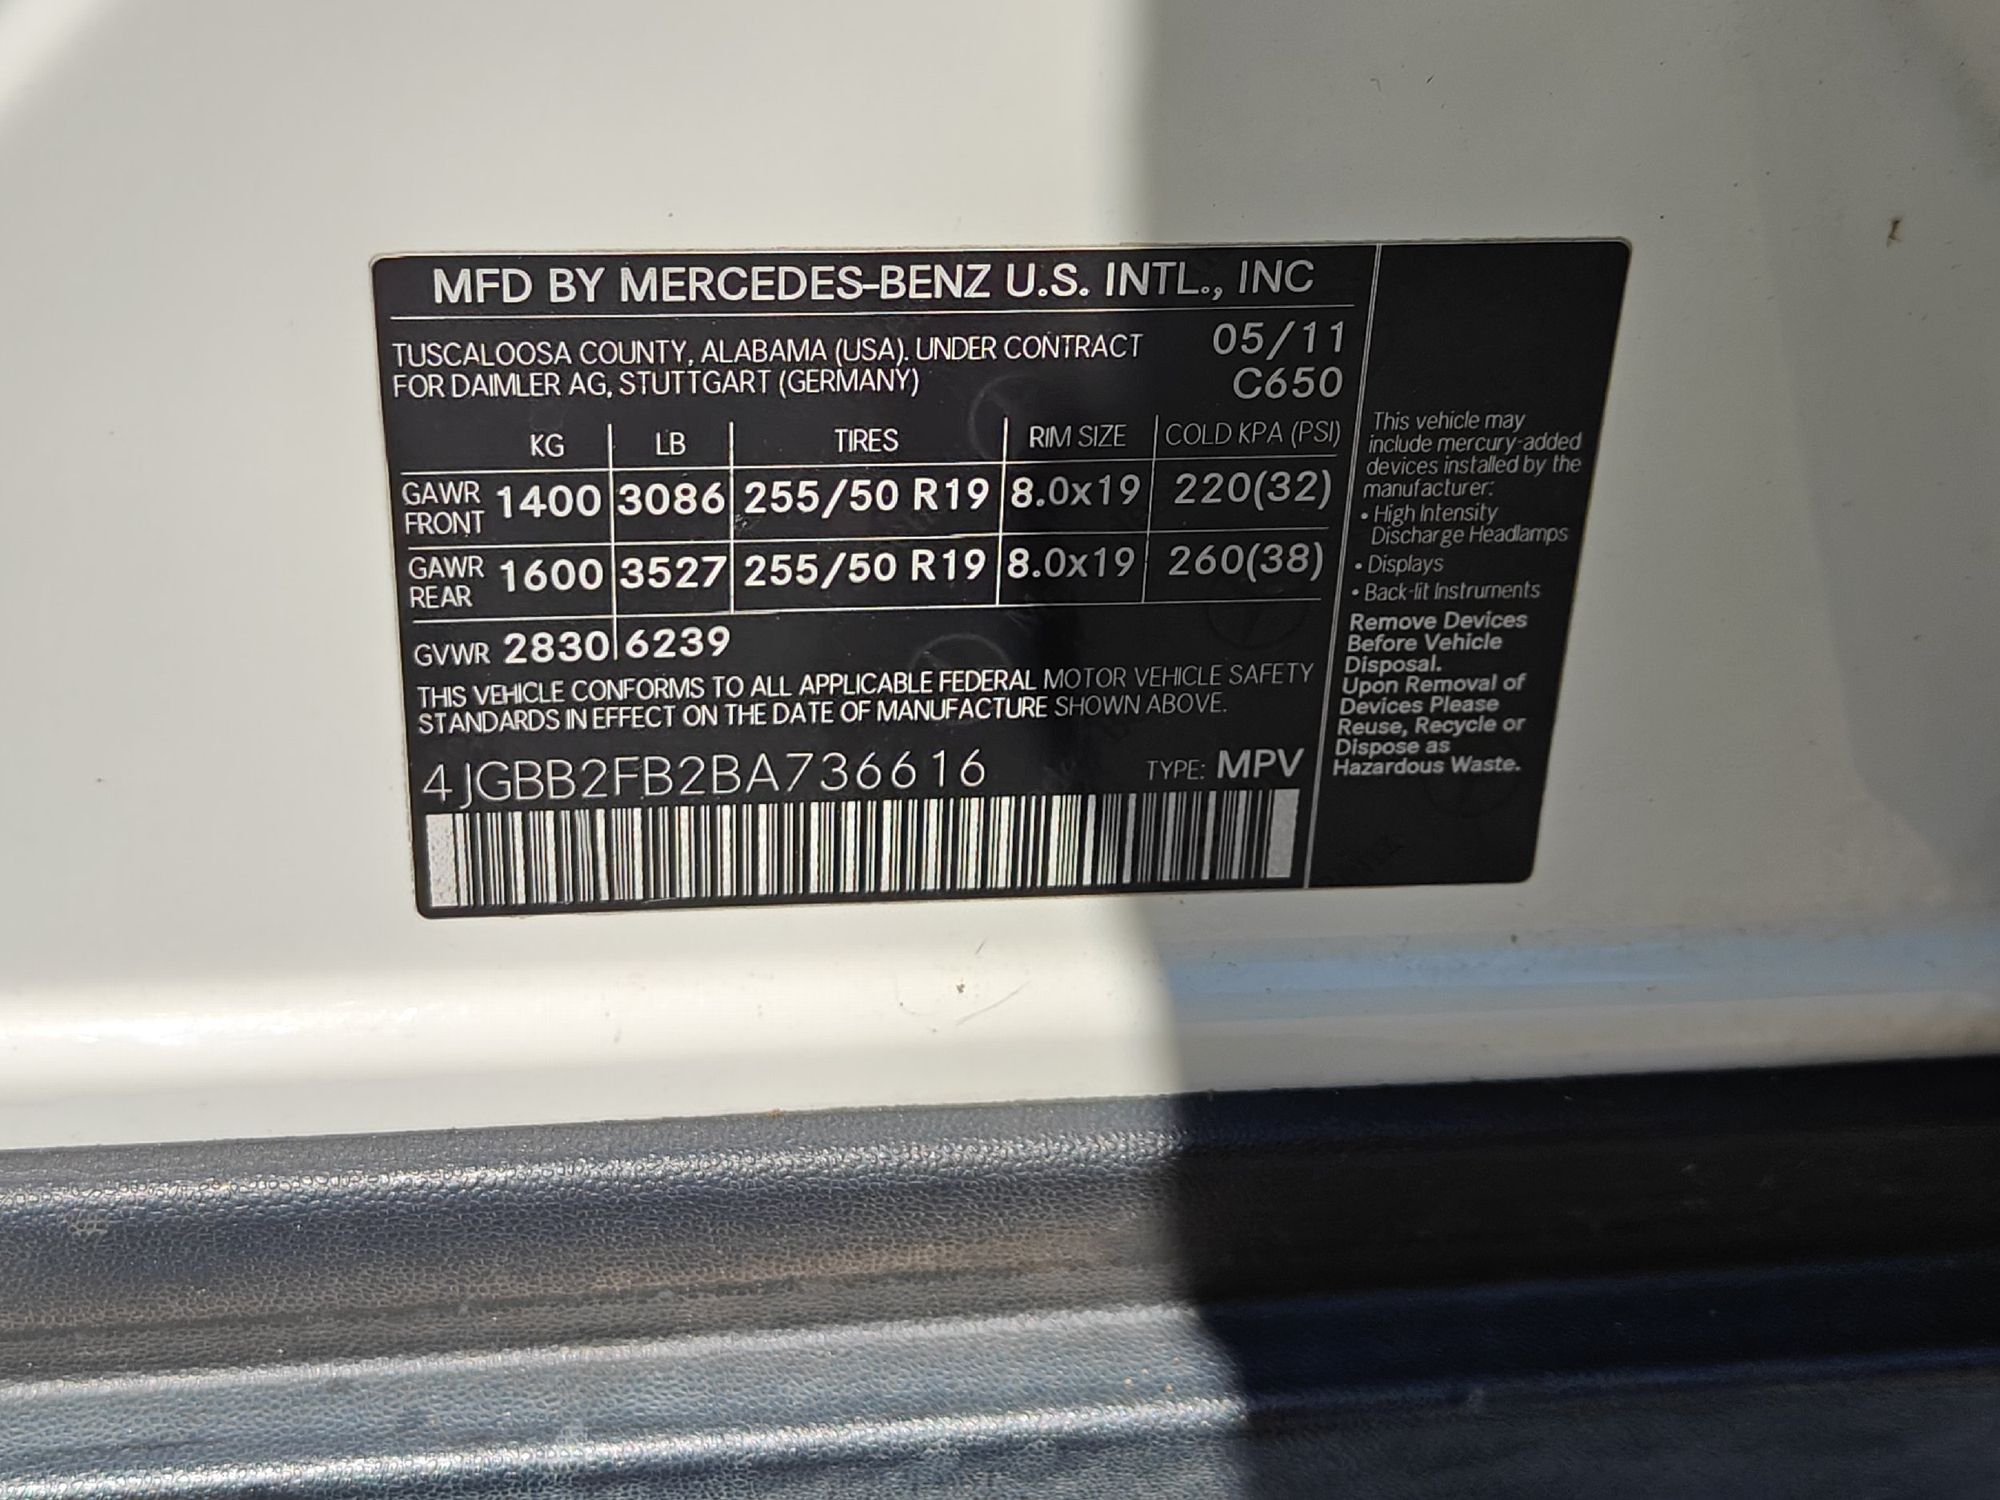 MFD BY MERCEDES-BENZ U.S. INTL., INC
TUSCALOOSA COUNTY, ALABAMA (USA). UNDER CONTRACT
FOR DAIMLER AG, STUTTGART (GERMANY)
05/11
C650
KG LB TIRES RIM SIZE COLD KPA (PSI)
GAWR FRONT 1400 3086 255/50 R19 8.0x19 220(32)
GAWR REAR 1600 3527 255/50 R19 8.0x19 260(38)
GVWR 2830 6239
THIS VEHICLE CONFORMS TO ALL APPLICABLE FEDERAL MOTOR VEHICLE SAFETY
STANDARDS IN EFFECT ON THE DATE OF MANUFACTURE SHOWN ABOVE.
4JGBB2FB2BA736616 TYPE: MPV
This vehicle may
include mercury-added
devices installed by the
manufacturer:
• High Intensity
Discharge Headlamps
• Displays
• Back-lit Instruments
Remove Devices
Before Vehicle
Disposal.
Upon Removal of
Devices Please
Reuse, Recycle or
Dispose as
Hazardous Waste.